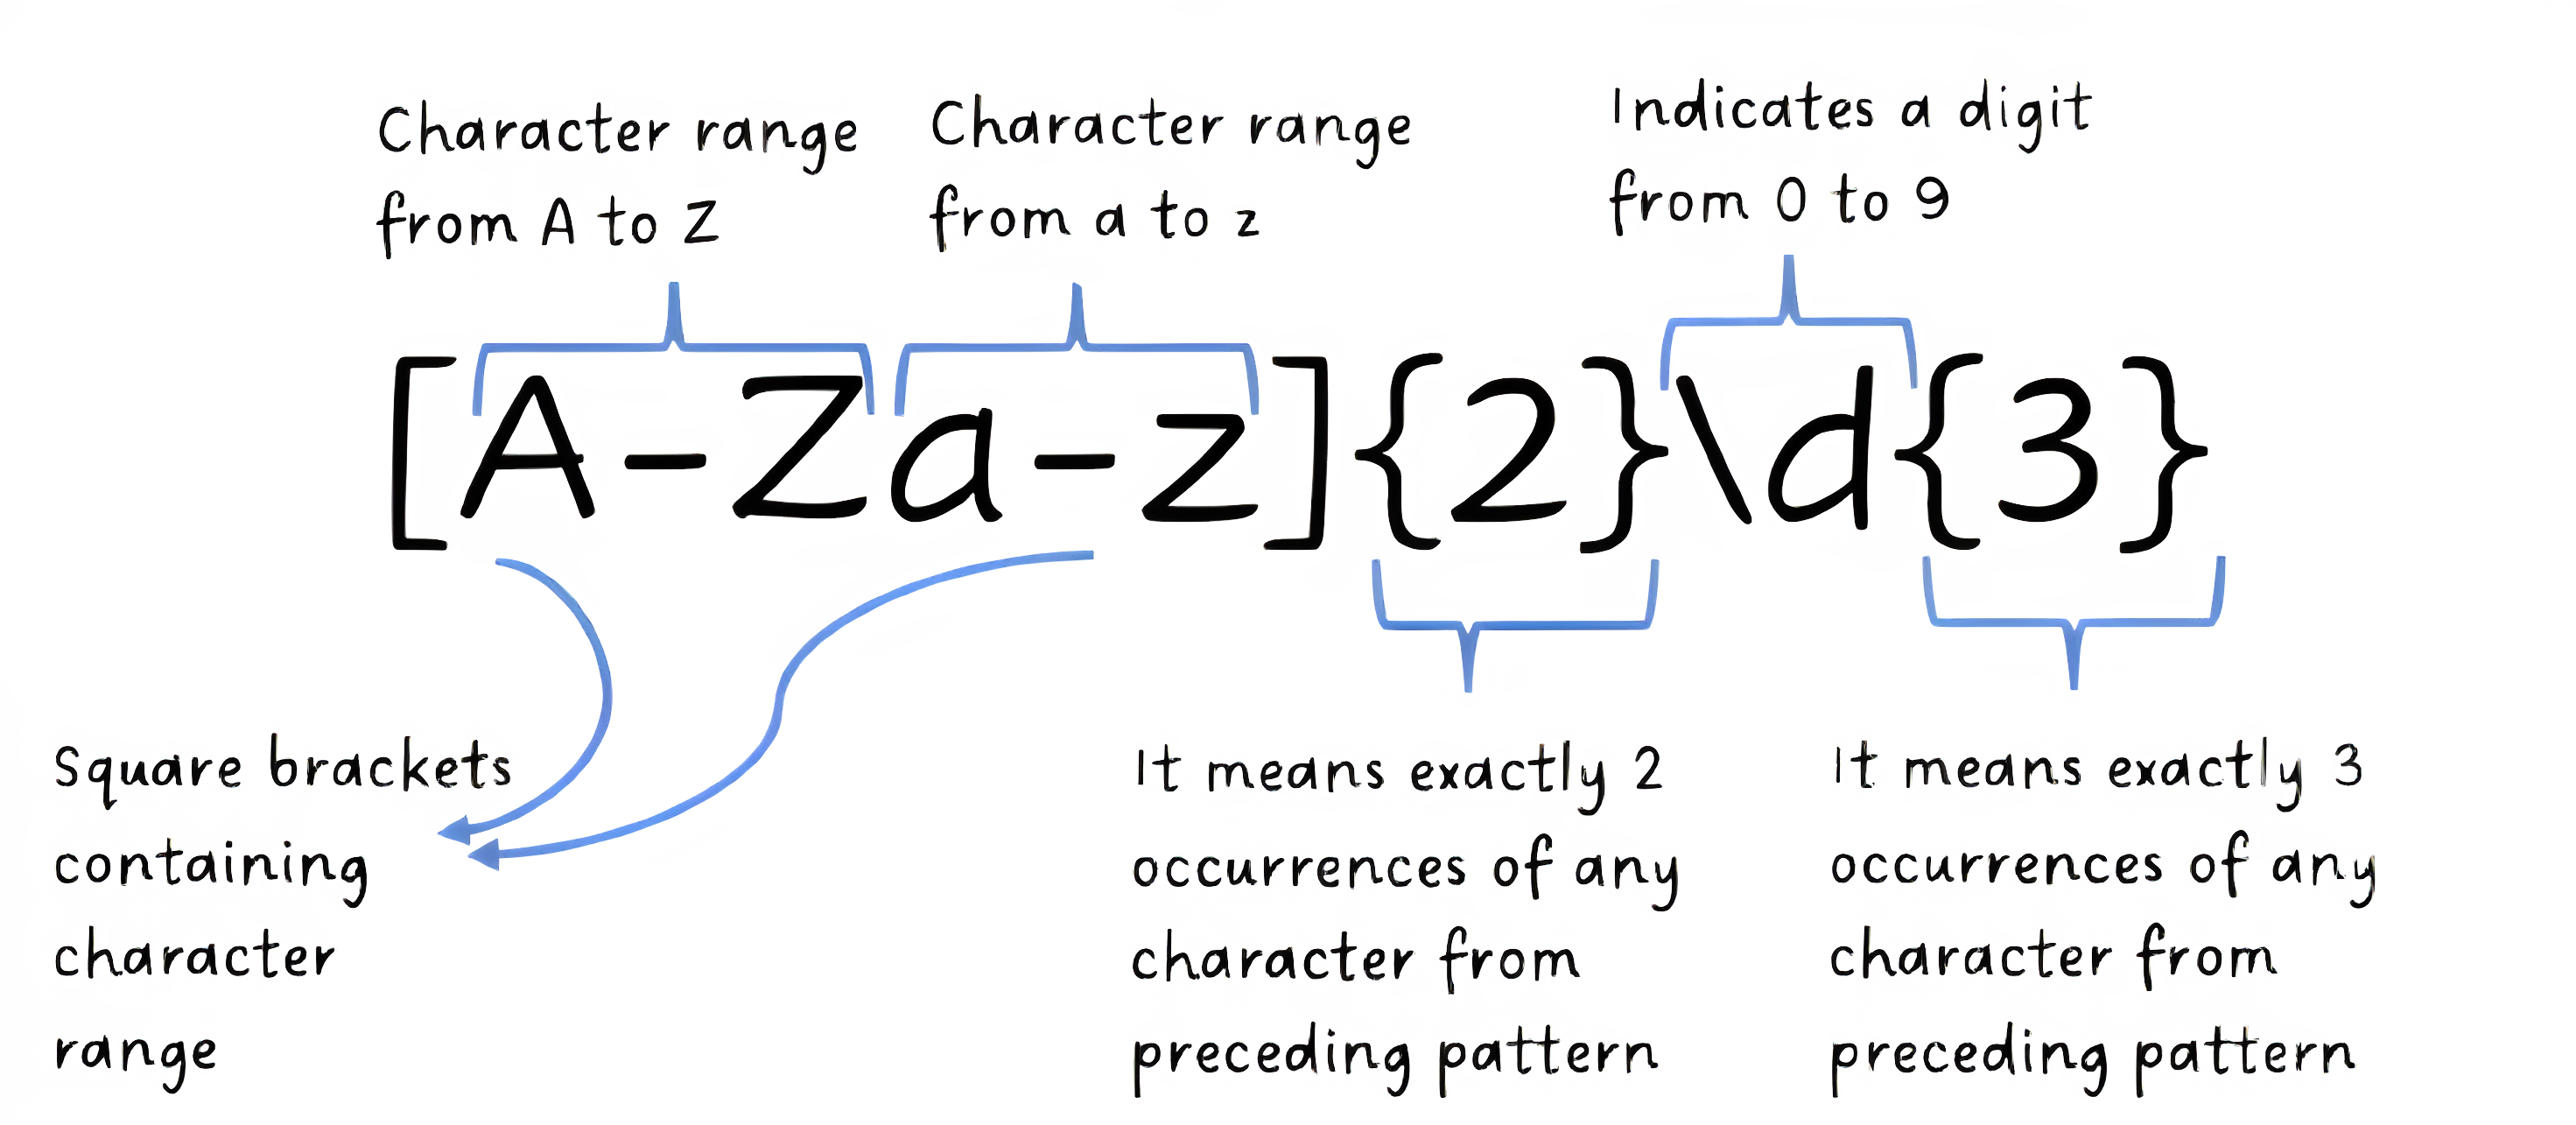 Character range
from A to Z
Character range
from a to z
Indicates a digit
from 0 to 9
[A-Za-z]{2}\d{3}
Square brackets
containing
character
range
It means exactly 2
occurrences of any
character from
preceding pattern
It means exactly 3
occurrences of any
character from
preceding pattern